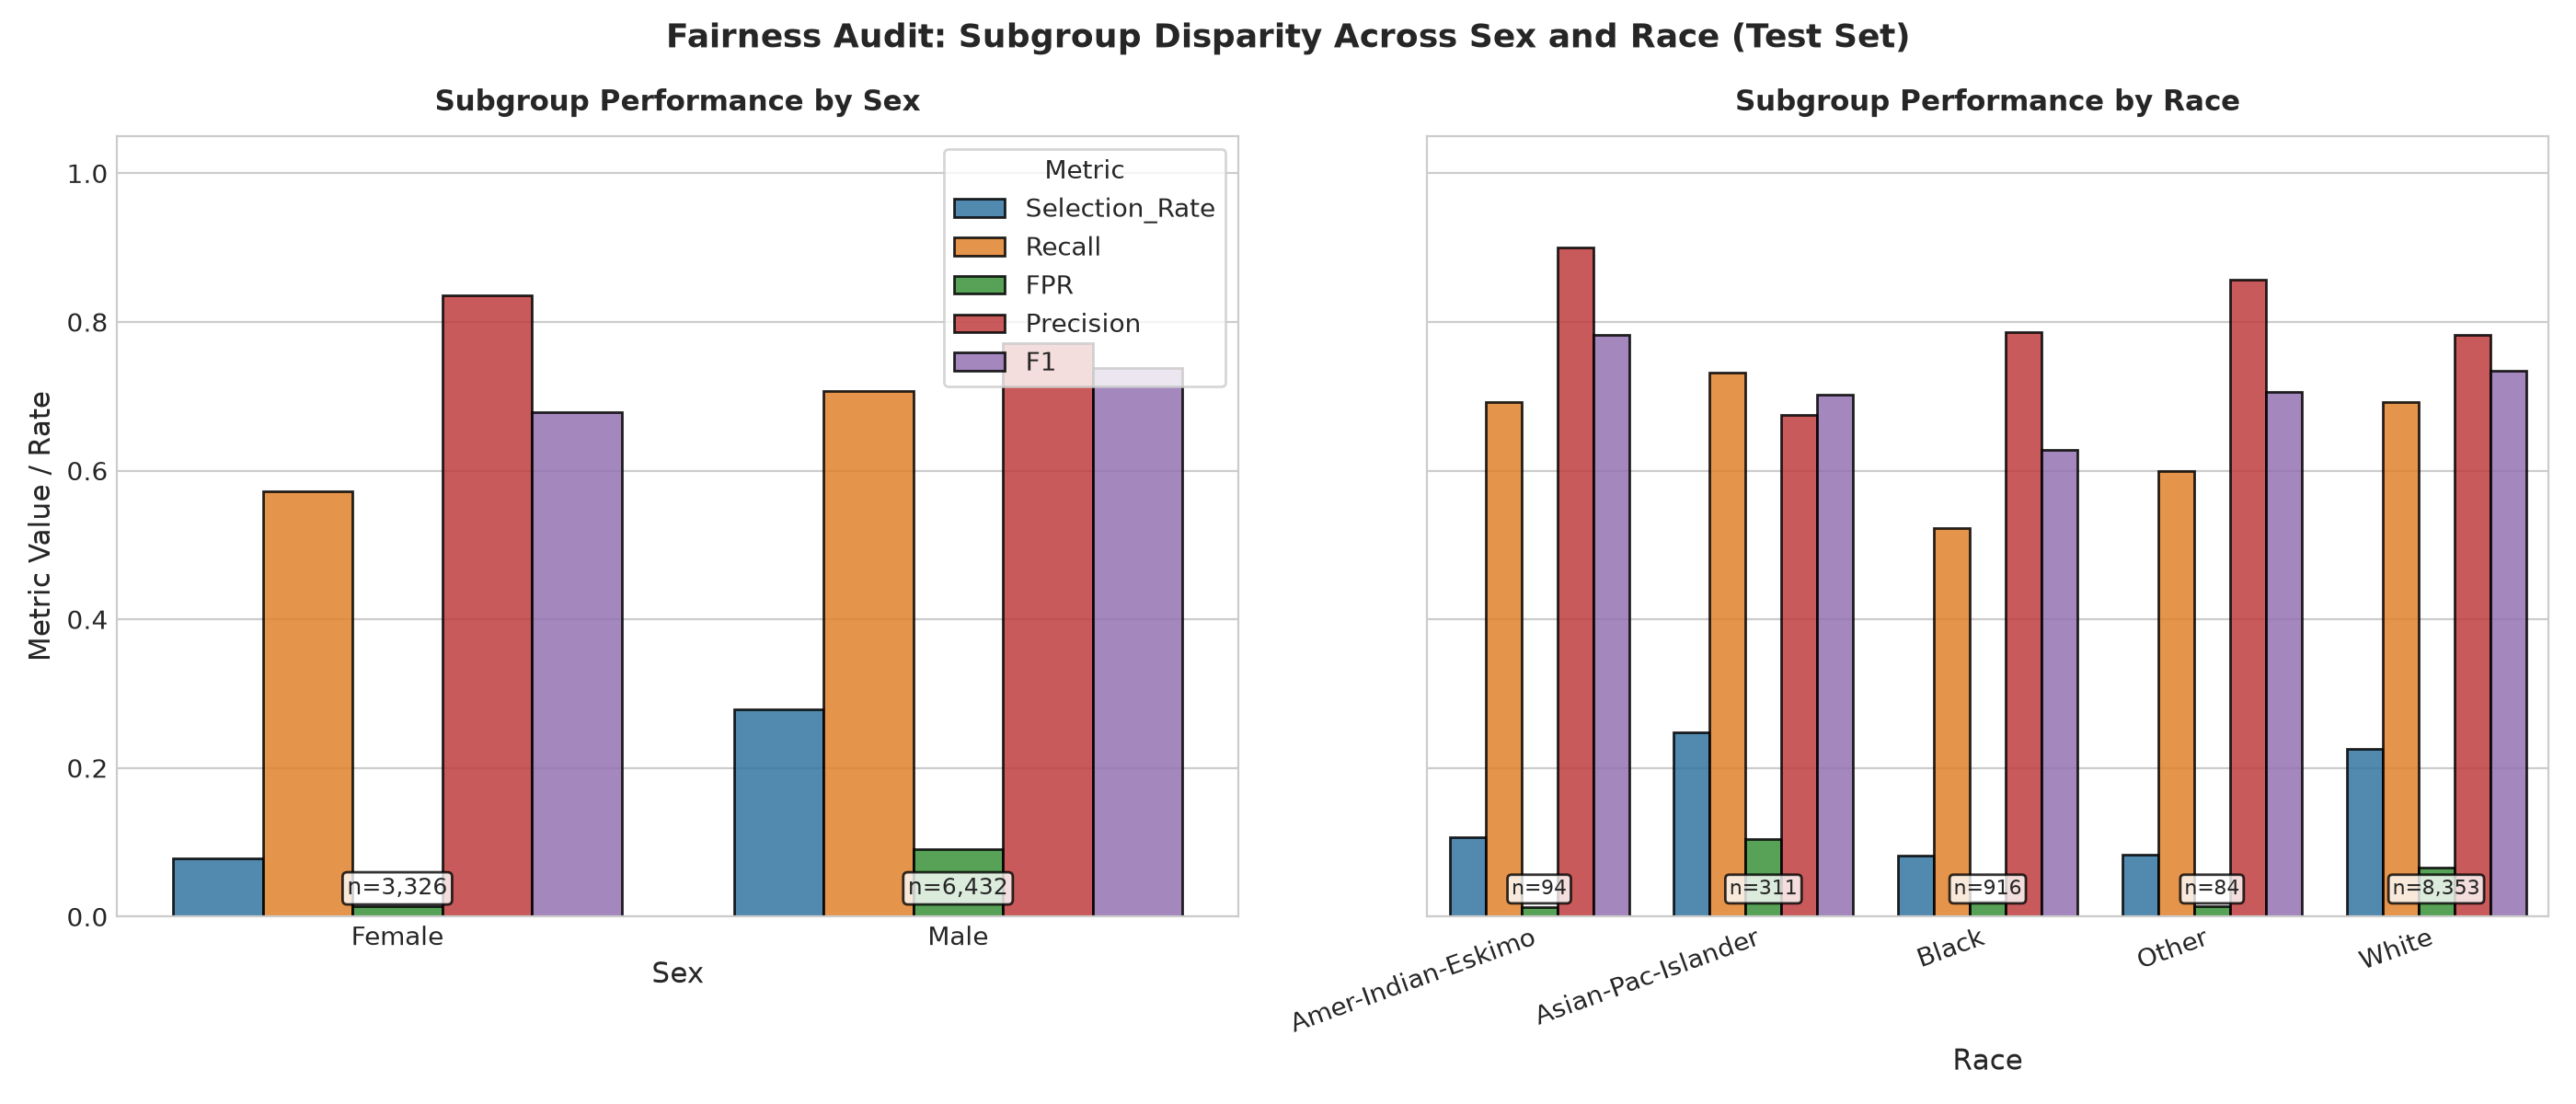 Fairness Audit: Subgroup Disparity Across Sex and Race (Test Set)
Subgroup Performance by Sex
Metric Value / Rate
1.0
0.8
0.6
0.4
0.2
0.0
Metric
Selection_Rate
Recall
FPR
Precision
F1
n=3,326
n=6,432
Female
Male
Sex
Subgroup Performance by Race
n=94
n=311
n=916
n=84
n=8,353
Amer-Indian-Eskimo
Asian-Pac-Islander
Black
Other
White
Race